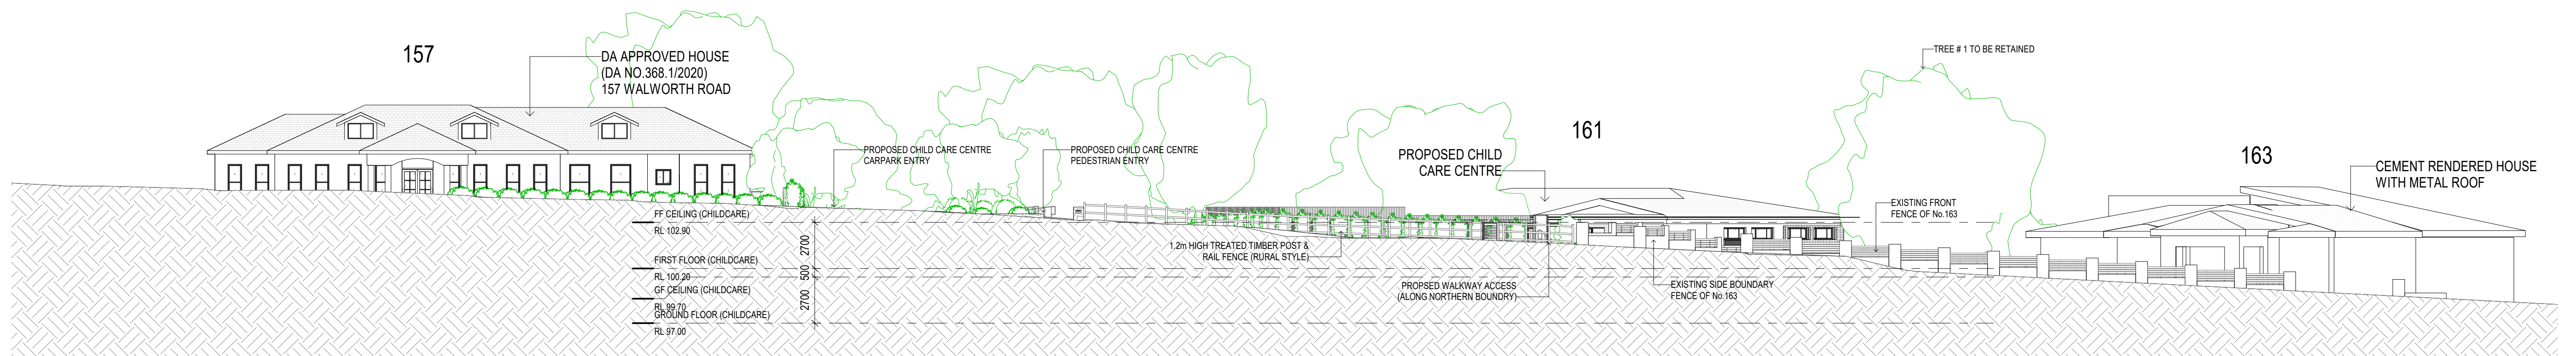 157
DA APPROVED HOUSE
(DA NO.368.1/2020)
157 WALWORTH ROAD
PROPOSED CHILD CARE CENTRE
CARPARK ENTRY
PROPOSED CHILD CARE CENTRE
PEDESTRIAN ENTRY
161
PROPOSED CHILD
CARE CENTRE
TREE # 1 TO BE RETAINED
163
CEMENT RENDERED HOUSE
WITH METAL ROOF
EXISTING FRONT
FENCE OF No.163
1.2m HIGH TREATED TIMBER POST &
RAIL FENCE (RURAL STYLE)
PROPSED WALKWAY ACCESS
(ALONG NORTHERN BOUNDRY)
EXISTING SIDE BOUNDARY
FENCE OF No.163
FF CEILING (CHILDCARE)
RL 102.90
FIRST FLOOR (CHILDCARE)
RL 100.20
GF CEILING (CHILDCARE)
RL 99.70
GROUND FLOOR (CHILDCARE)
RL 97.00
2700
500
2700